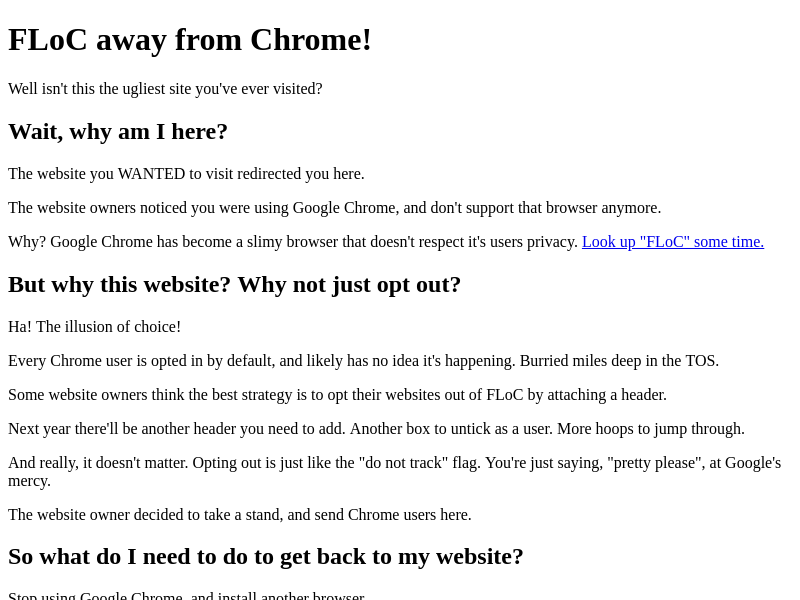 FLoC away from Chrome!
Well isn't this the ugliest site you've ever visited?
Wait, why am I here?
The website you WANTED to visit redirected you here.
The website owners noticed you were using Google Chrome, and don't support that browser anymore.
Why? Google Chrome has become a slimy browser that doesn't respect it's users privacy. Look up "FLoC" some time.
But why this website? Why not just opt out?
Ha! The illusion of choice!
Every Chrome user is opted in by default, and likely has no idea it's happening. Burried miles deep in the TOS.
Some website owners think the best strategy is to opt their websites out of FLoC by attaching a header.
Next year there'll be another header you need to add. Another box to untick as a user. More hoops to jump through.
And really, it doesn't matter. Opting out is just like the "do not track" flag. You're just saying, "pretty please", at Google's
mercy.
The website owner decided to take a stand, and send Chrome users here.
So what do I need to do to get back to my website?
Stop using Google Chrome, and install another browser.